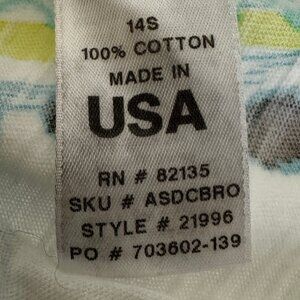 14S
100% COTTON
MADE IN
USA
RN # 82135
SKU # ASDCBRO
STYLE # 21996
PO # 703602-139